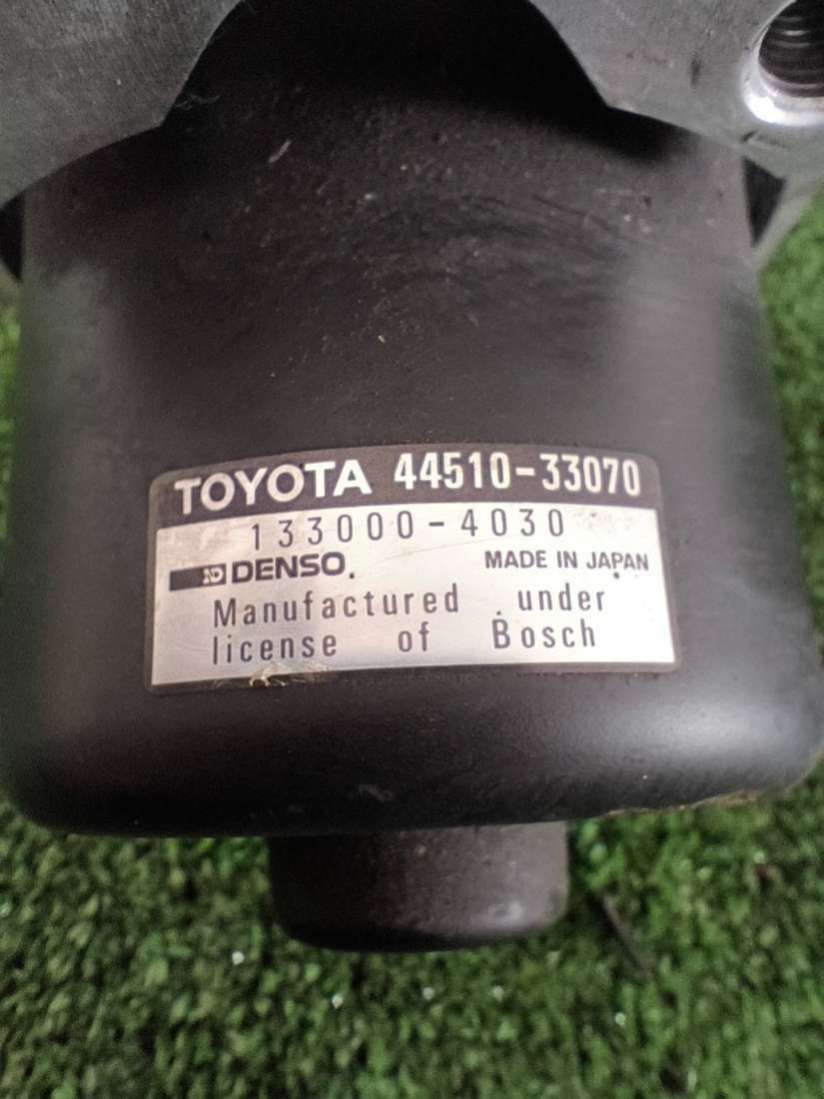 TOYOTA 44510-33070
133000-4030
DENSO. MADE IN JAPAN
Manufactured under
license of Bosch